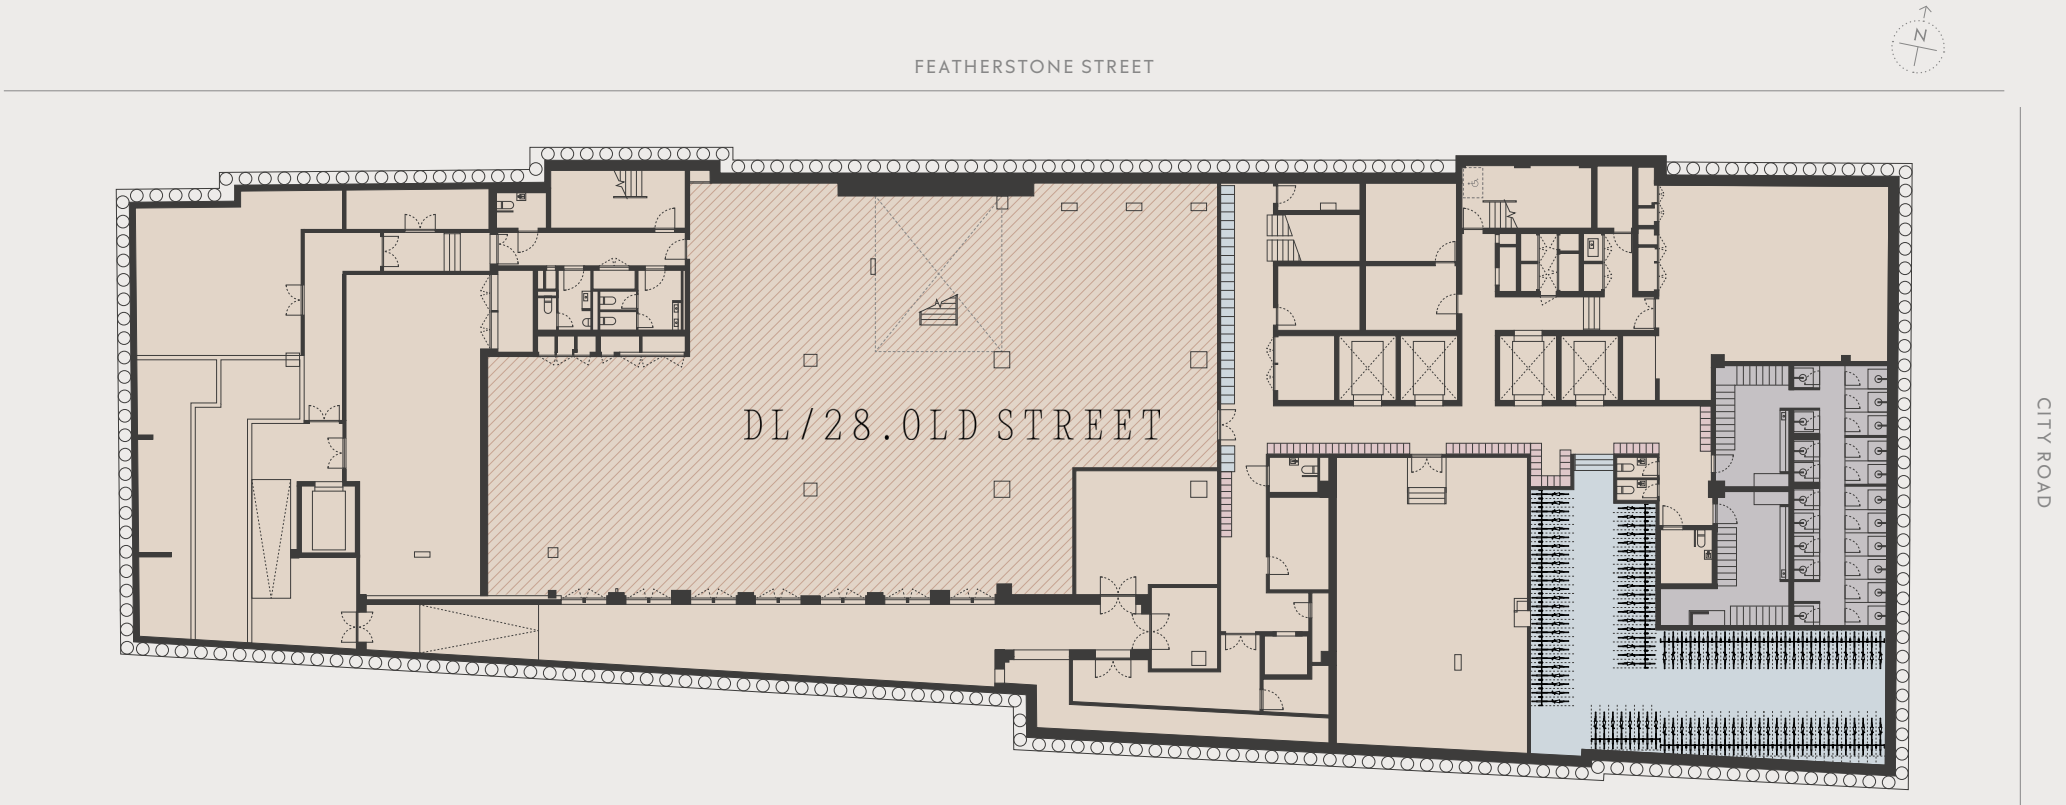 N
FEATHERSTONE STREET
DL/28.OLD STREET
CITY ROAD